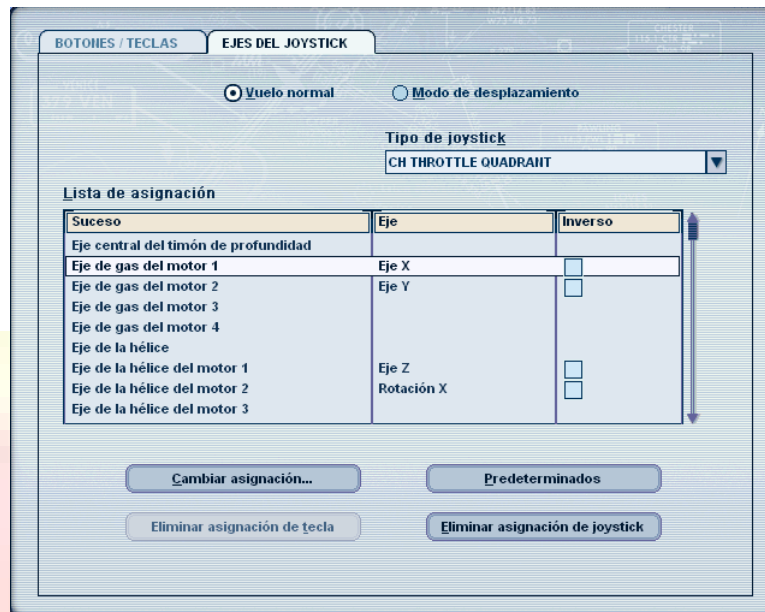 BOTONES / TECLAS EJES DEL JOYSTICK
Vuelo normal Modo de desplazamiento
Tipo de joystick
CH THROTTLE QUADRANT
Lista de asignación
Suceso Eje Inverso
Eje central del timón de profundidad
Eje de gas del motor 1 Eje X
Eje de gas del motor 2 Eje Y
Eje de gas del motor 3
Eje de gas del motor 4
Eje de la hélice
Eje de la hélice del motor 1 Eje Z
Eje de la hélice del motor 2 Rotación X
Eje de la hélice del motor 3
Cambiar asignación... Predeterminados
Eliminar asignación de tecla Eliminar asignación de joystick